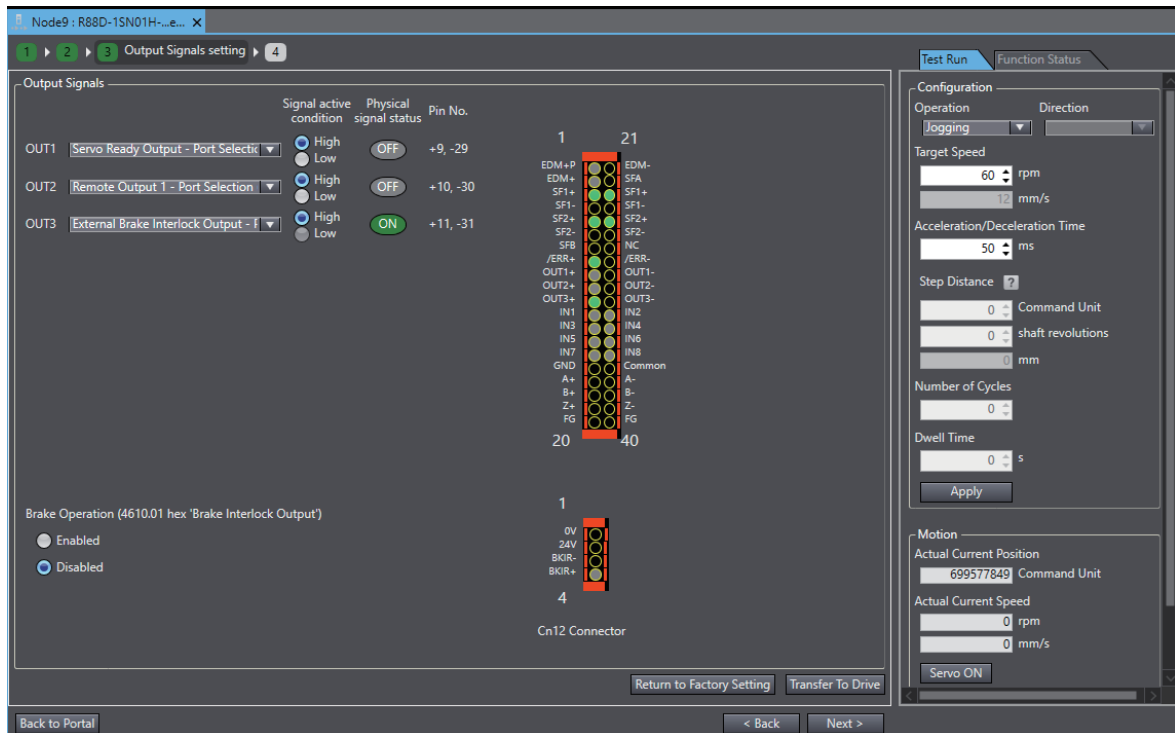 Node9 : R88D-1SN01H-...e... X
1 2 3 Output Signals setting 4
Output Signals
Signal active condition
Physical signal status
Pin No.
OUT1 Servo Ready Output - Port Selectic High Low OFF +9, -29
OUT2 Remote Output 1 - Port Selection High Low OFF +10, -30
OUT3 External Brake Interlock Output - F High Low ON +11, -31
1 21
EDM+P EDM-
EDM+ SFA
SF1+ SF1+
SF1- SF1-
SF2+ SF2+
SF2- SF2-
SFB NC
/ERR+ /ERR-
OUT1+ OUT1-
OUT2+ OUT2-
OUT3+ OUT3-
IN1 IN2
IN3 IN4
IN5 IN6
IN7 IN8
GND Common
A+ A-
B+ B-
Z+ Z-
FG FG
20 40
Brake Operation (4610.01 hex 'Brake Interlock Output')
Enabled
Disabled
1
0V
24V
BKIR-
BKIR+
4
Cn12 Connector
Return to Factory Setting Transfer To Drive
Back to Portal < Back Next >
Test Run Function Status
Configuration
Operation Direction
Jogging
Target Speed
60 rpm
12 mm/s
Acceleration/Deceleration Time
50 ms
Step Distance ?
0 Command Unit
0 shaft revolutions
0 mm
Number of Cycles
0
Dwell Time
0 s
Apply
Motion
Actual Current Position
699577849 Command Unit
Actual Current Speed
0 rpm
0 mm/s
Servo ON